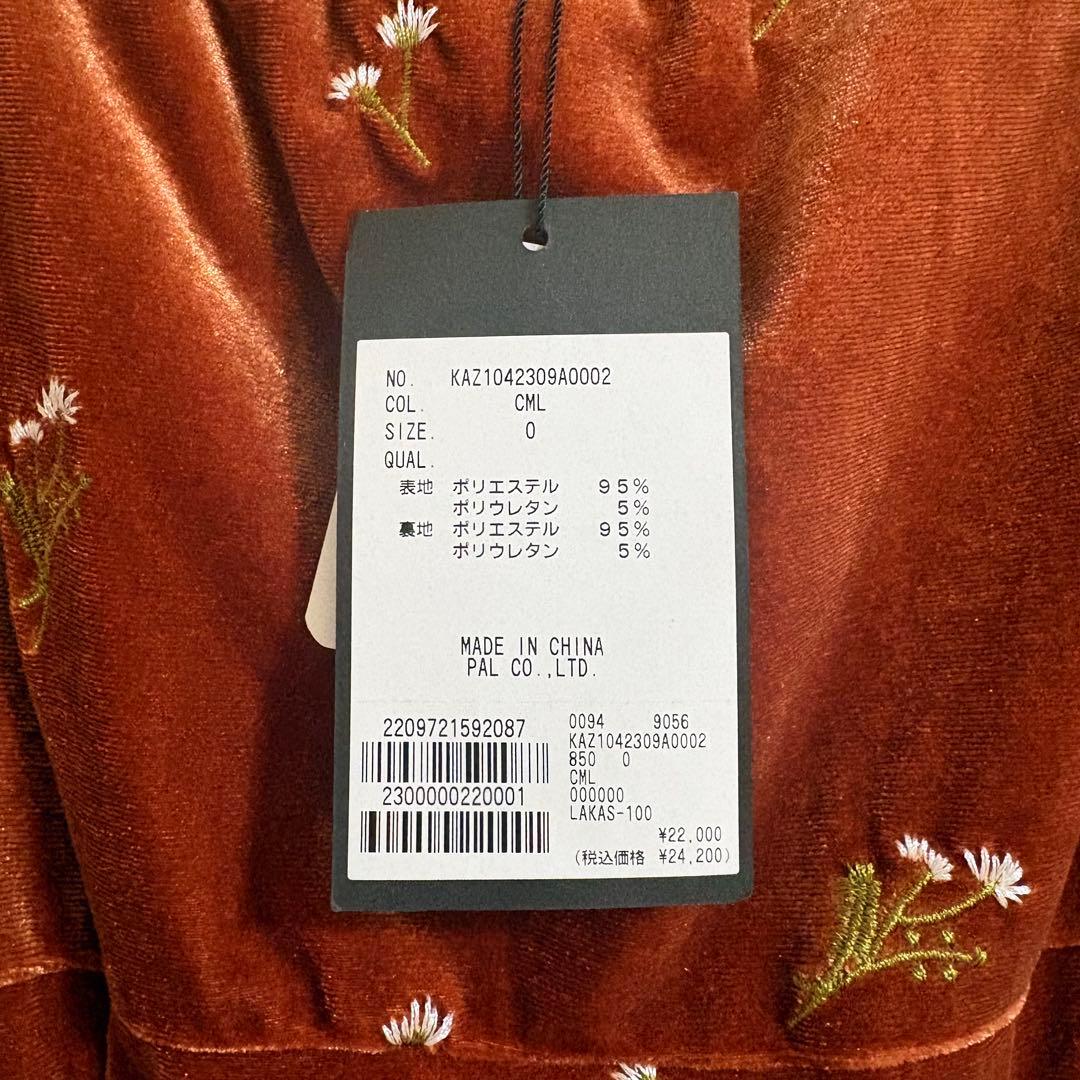 NO. KAZ1042309A0002
COL. CML
SIZE. 0
QUAL.
表地 ポリエステル 95%
ポリウレタン 5%
裏地 ポリエステル 95%
ポリウレタン 5%
MADE IN CHINA
PAL CO.,LTD.
2209721592087
2300000220001
0094 9056
KAZ1042309A0002
850 0
CML
000000
LAKAS-100
¥22,000
(税込価格 ¥24,200)